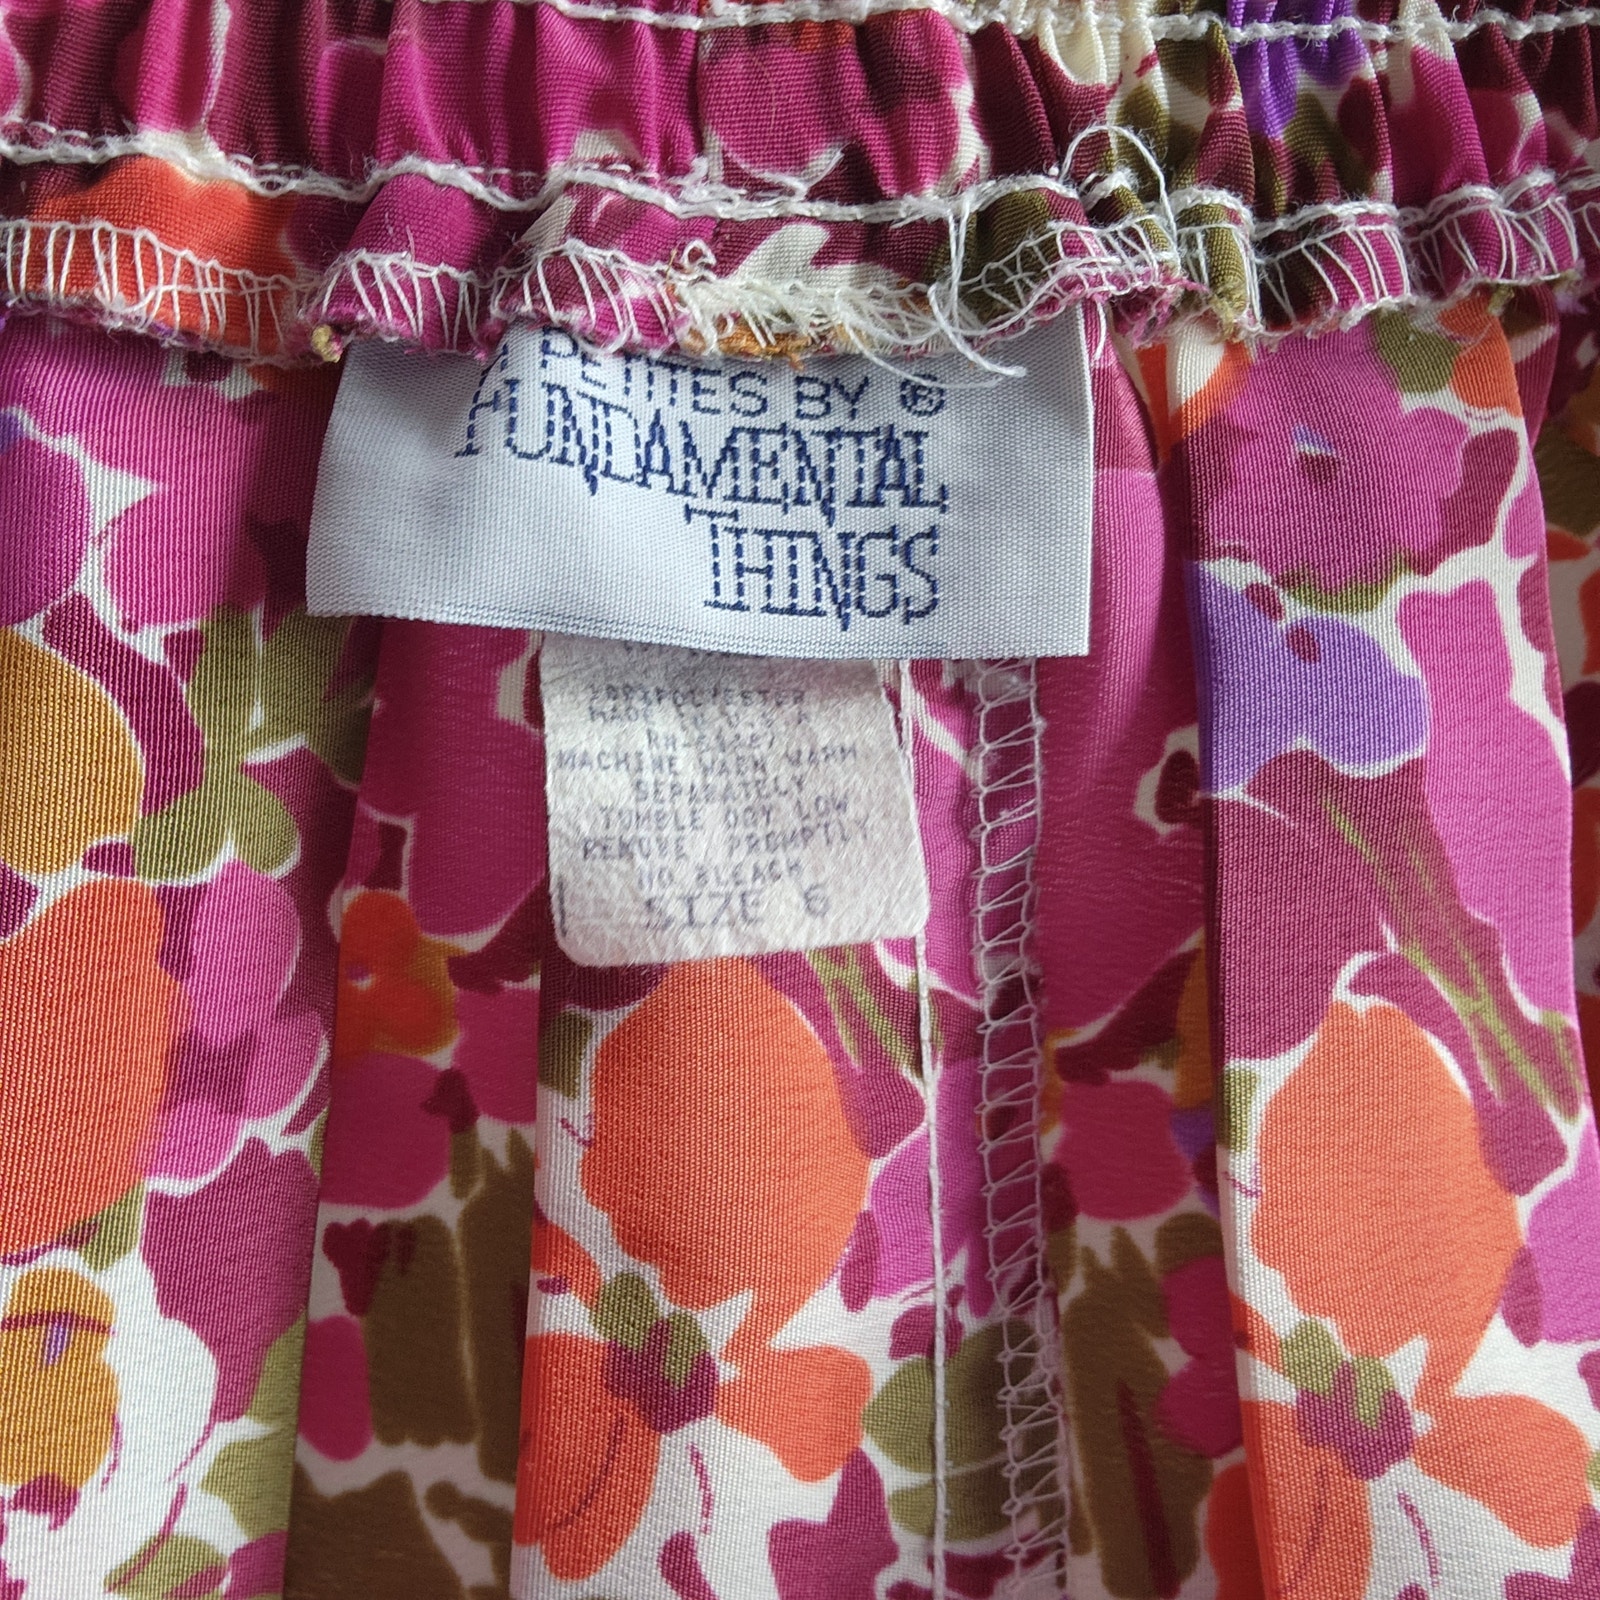 PETITES BY ®
FUNDAMENTAL
THINGS
100% POLYESTER
MADE IN U.S.A
MACHINE WASH WARM
SEPARATELY
TUMBLE DRY LOW
REMOVE PROMPTLY
NO BLEACH
SIZE 6